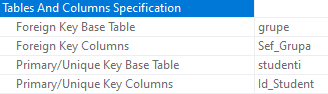 Tables And Columns Specification
Foreign Key Base Table grupe
Foreign Key Columns Sef_Grupa
Primary/Unique Key Base Table studenti
Primary/Unique Key Columns Id_Student